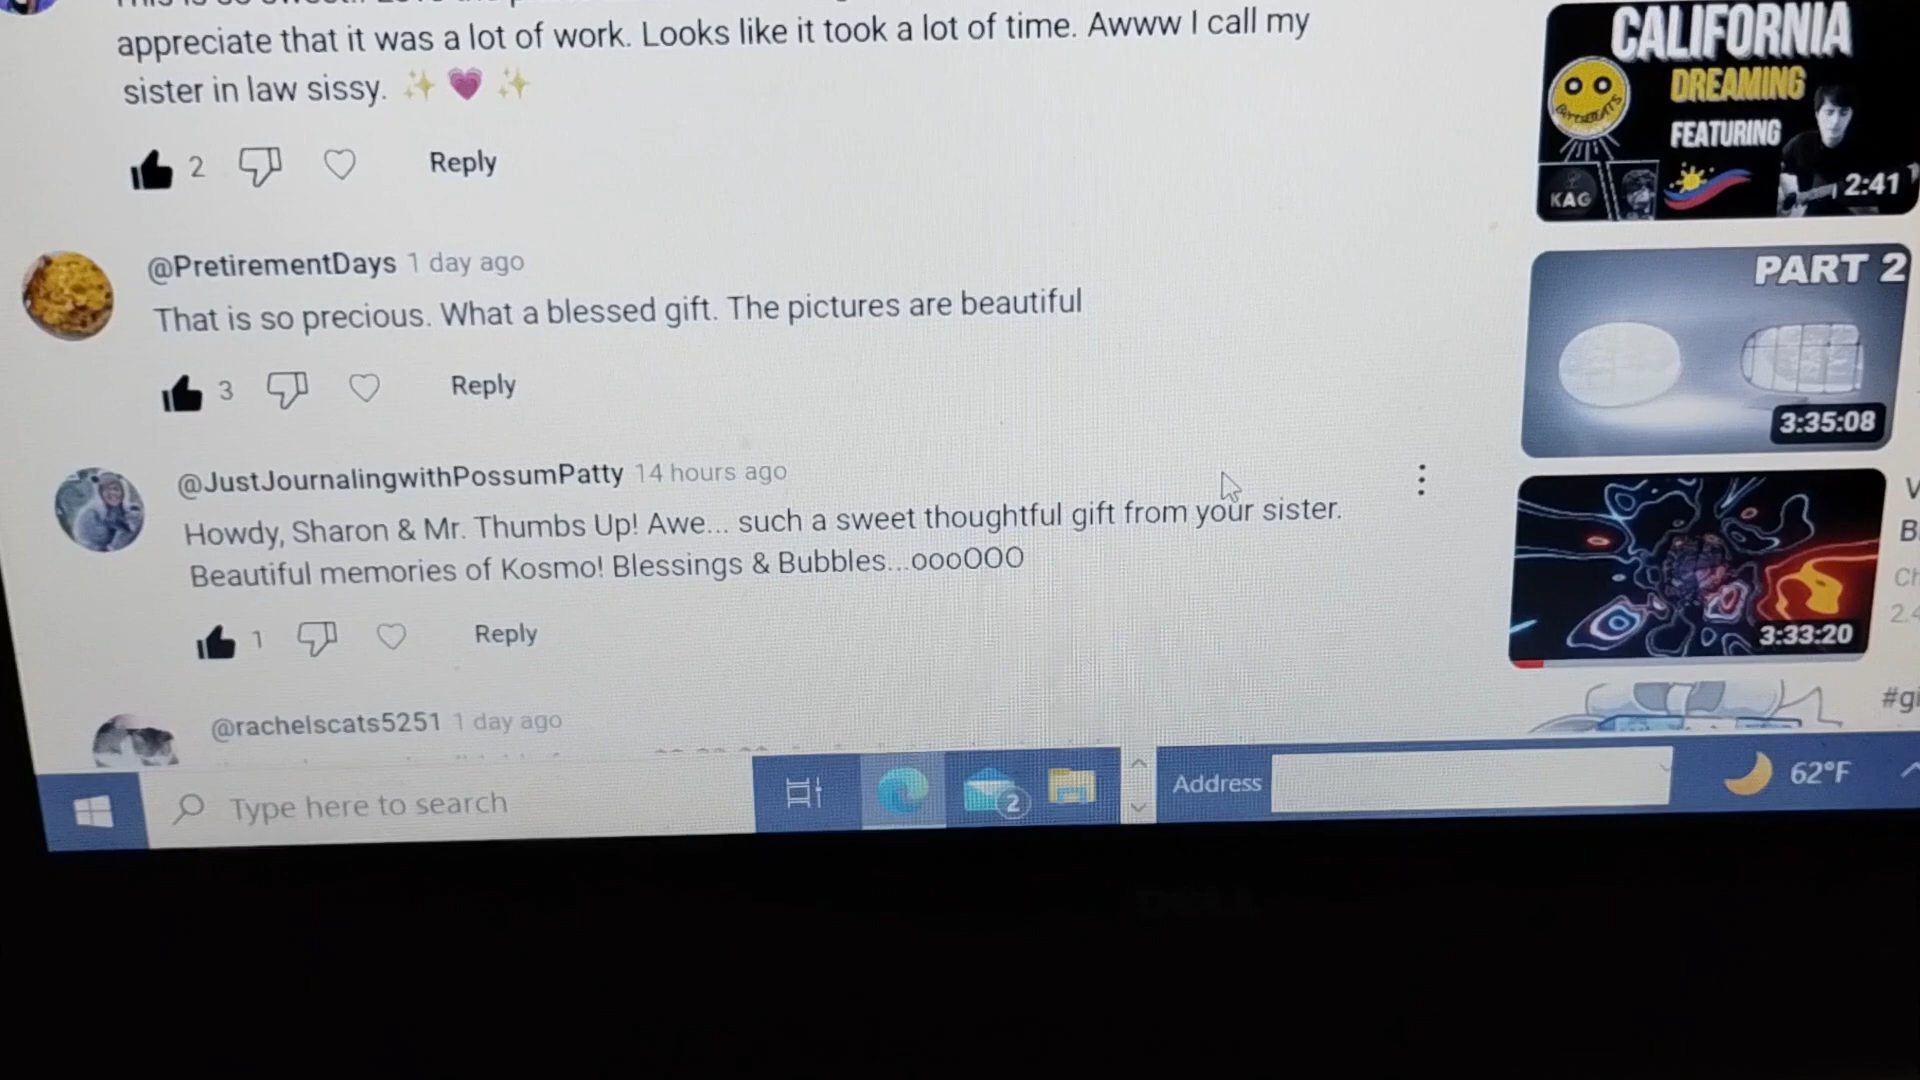 appreciate that it was a lot of work. Looks like it took a lot of time. Awww I call my
sister in law sissy. ✨ 💗 ✨
2 Reply
@PretirementDays 1 day ago
That is so precious. What a blessed gift. The pictures are beautiful
3 Reply
@JustJournalingwithPossumPatty 14 hours ago
Howdy, Sharon & Mr. Thumbs Up! Awe... such a sweet thoughtful gift from your sister.
Beautiful memories of Kosmo! Blessings & Bubbles...oooOOO
1 Reply
@rachelscats5251 1 day ago
CALIFORNIA
DREAMING
FEATURING
KAG
2:41
PART 2
3:35:08
3:33:20
#gi
Type here to search
2
Address
62°F